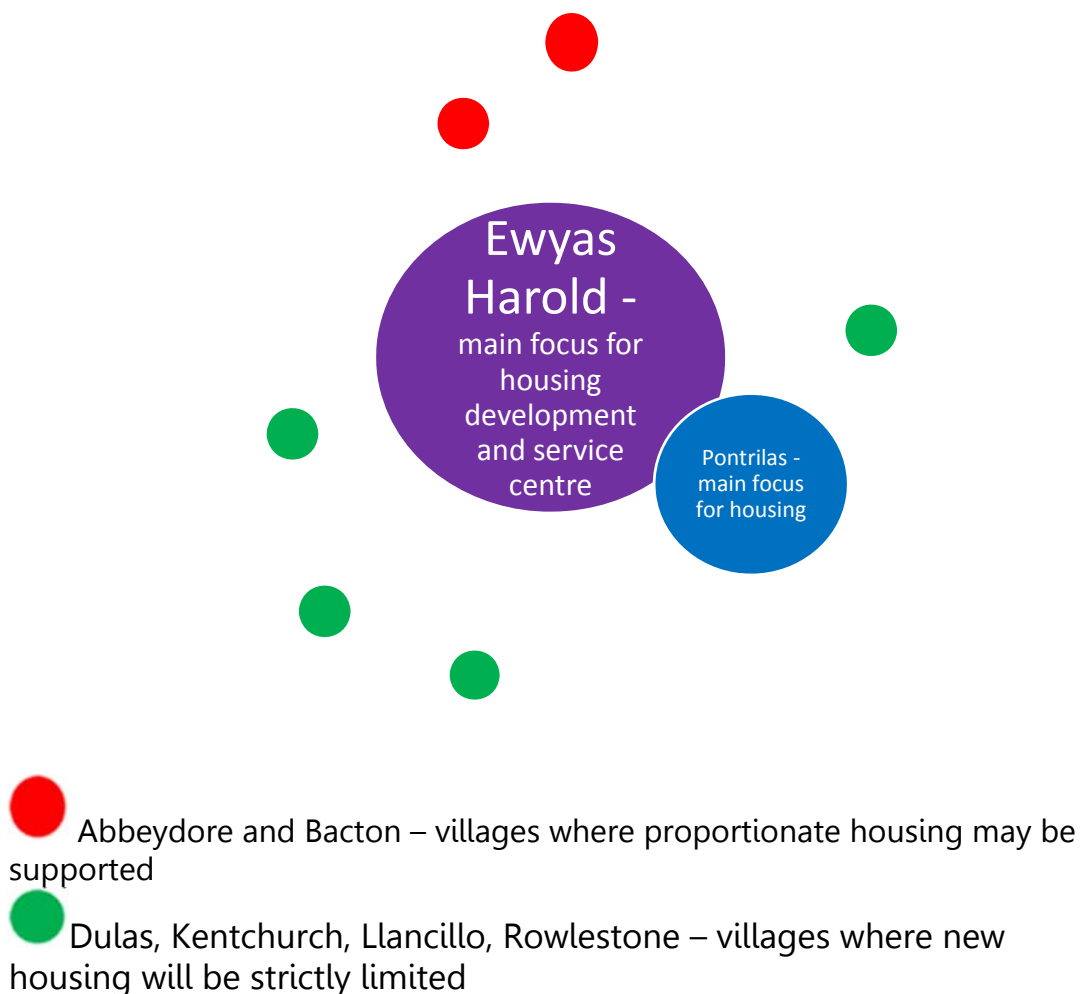 Ewyas
Harold -
main focus for
housing
development
and service
centre
Pontrilas -
main focus
for housing
Abbeydore and Bacton – villages where proportionate housing may be
supported
Dulas, Kentchurch, Llancillo, Rowlestone – villages where new
housing will be strictly limited